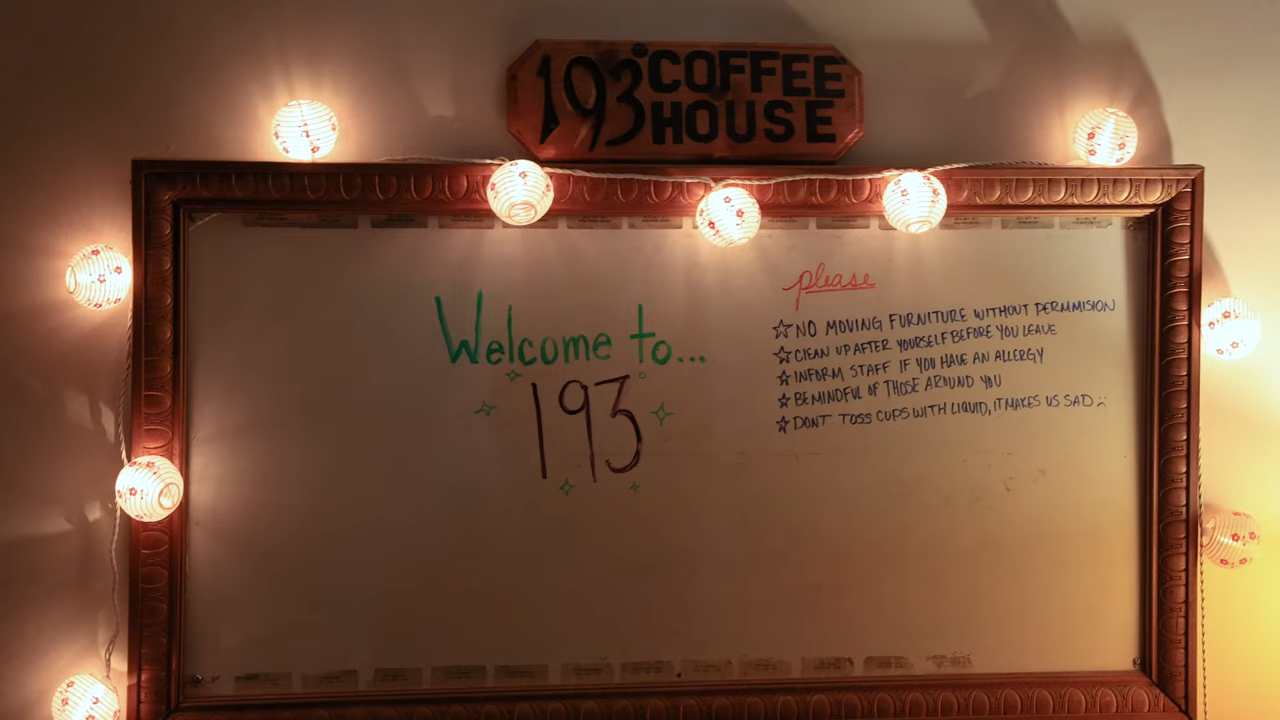 193° COFFEE
HOUSE
Welcome to...
193
please
☆ NO MOVING FURNITURE WITHOUT PERMMISION
☆ CLEAN UP AFTER YOURSELF BEFORE YOU LEAVE
☆ INFORM STAFF IF YOU HAVE AN ALLERGY
☆ BE MINDFUL OF THOSE AROUND YOU
☆ DONT TOSS CUPS WITH LIQUID, IT MAKES US SAD :(